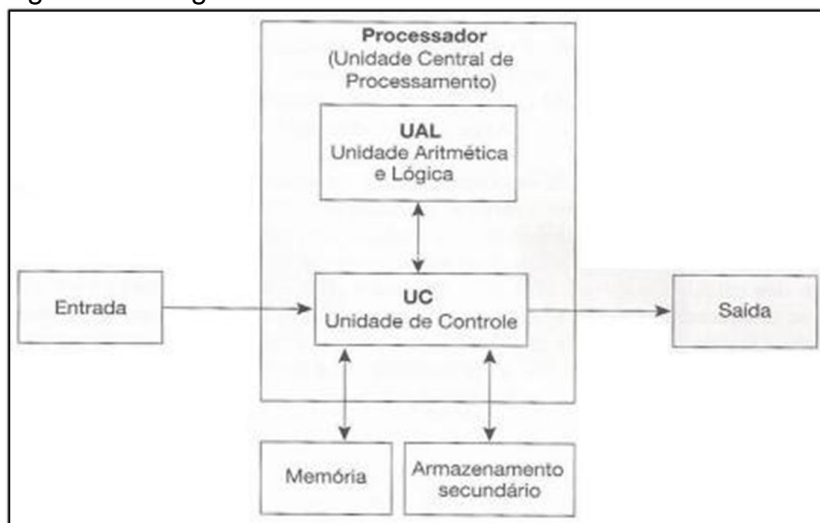 Processador
(Unidade Central de
Processamento)
UAL
Unidade Aritmética
e Lógica
Entrada
UC
Unidade de Controle
Saída
Memória
Armazenamento
secundário